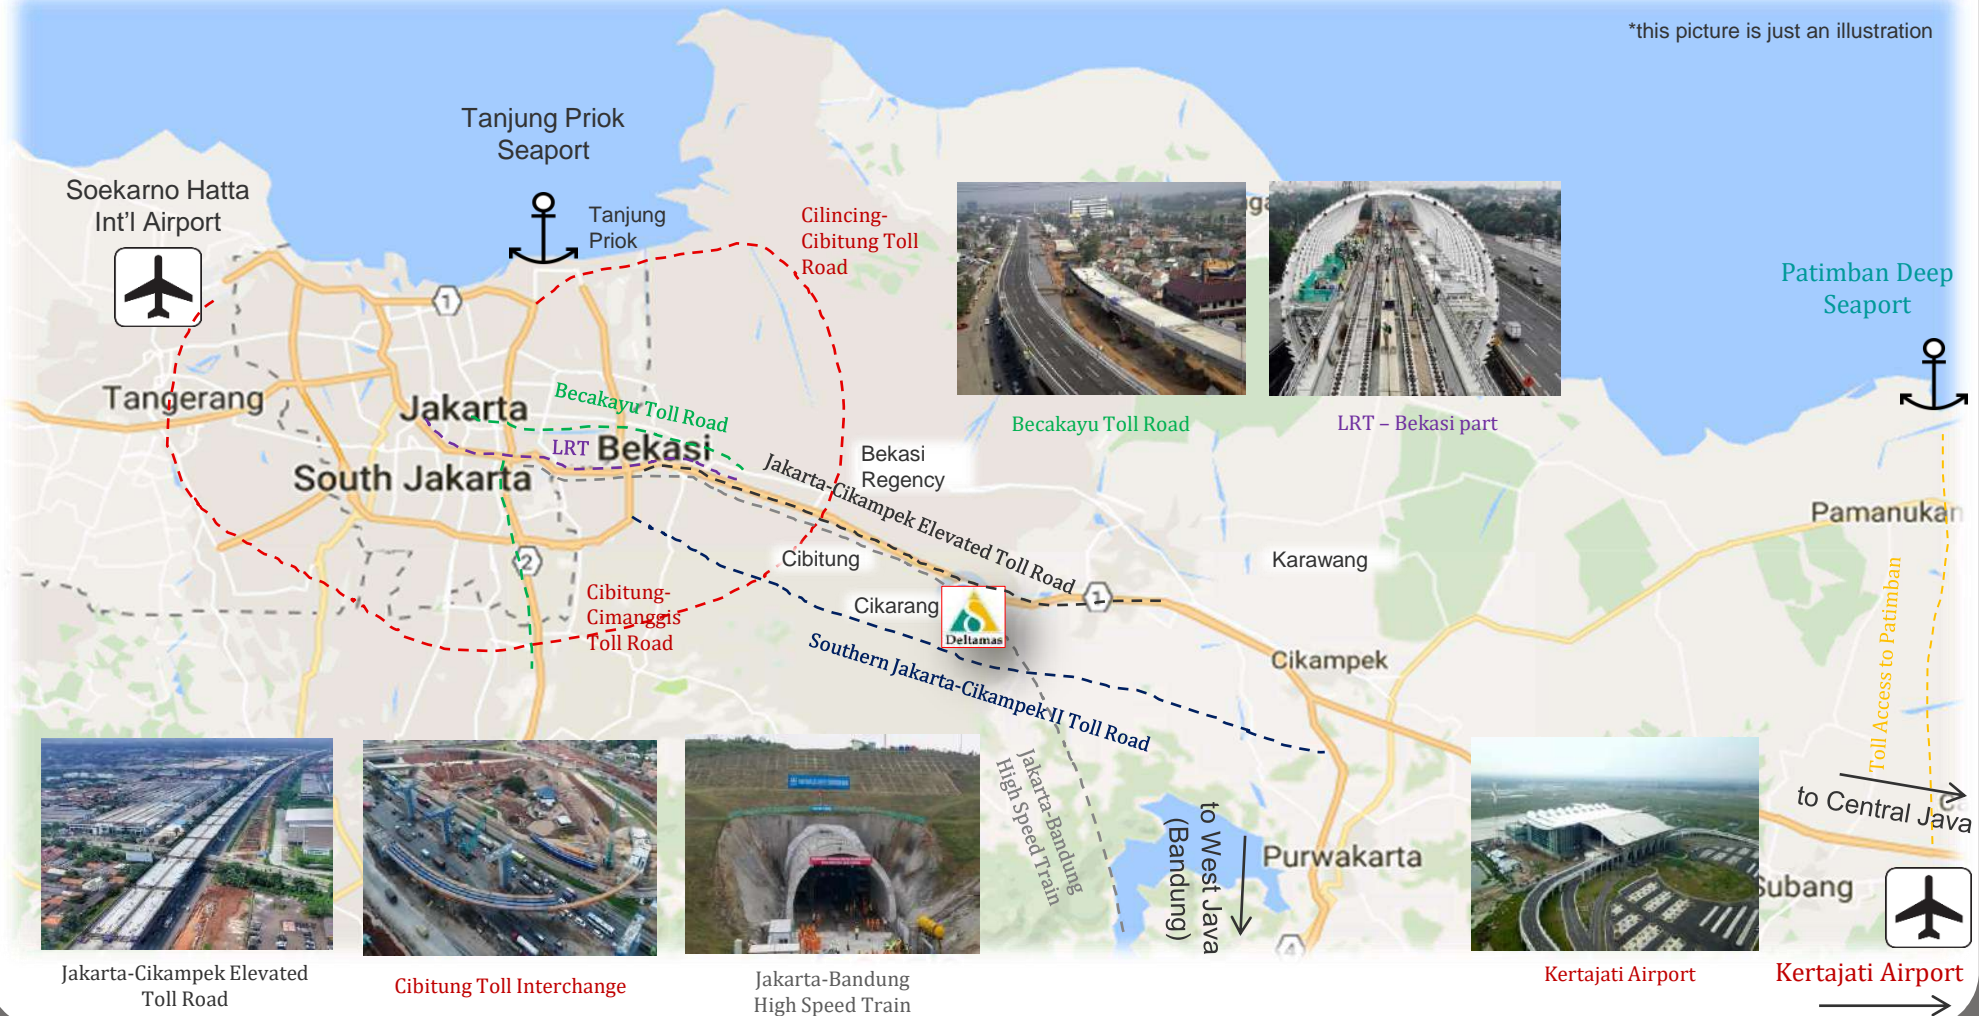 *this picture is just an illustration
Tanjung Priok
Seaport
Soekarno Hatta
Int'l Airport
Tanjung
Priok
Cilincing-
Cibitung Toll
Road
Patimban Deep
Seaport
1
Tangerang
Jakarta
Becakayu Toll Road
LRT
Bekasi
South Jakarta
Becakayu Toll Road
LRT – Bekasi part
Bekasi
Regency
Jakarta-Cikampek Elevated Toll Road
Pamanukan
2
Cibitung
Karawang
Cibitung-
Cimanggis
Toll Road
Cikarang
Deltamas
1
Southern Jakarta-Cikampek II Toll Road
Cikampek
Toll Access to Patimban
Jakarta-Bandung
High Speed Train
to West Java
(Bandung)
Purwakarta
to Central Java
Subang
4
Jakarta-Cikampek Elevated
Toll Road
Cibitung Toll Interchange
Jakarta-Bandung
High Speed Train
Kertajati Airport
Kertajati Airport